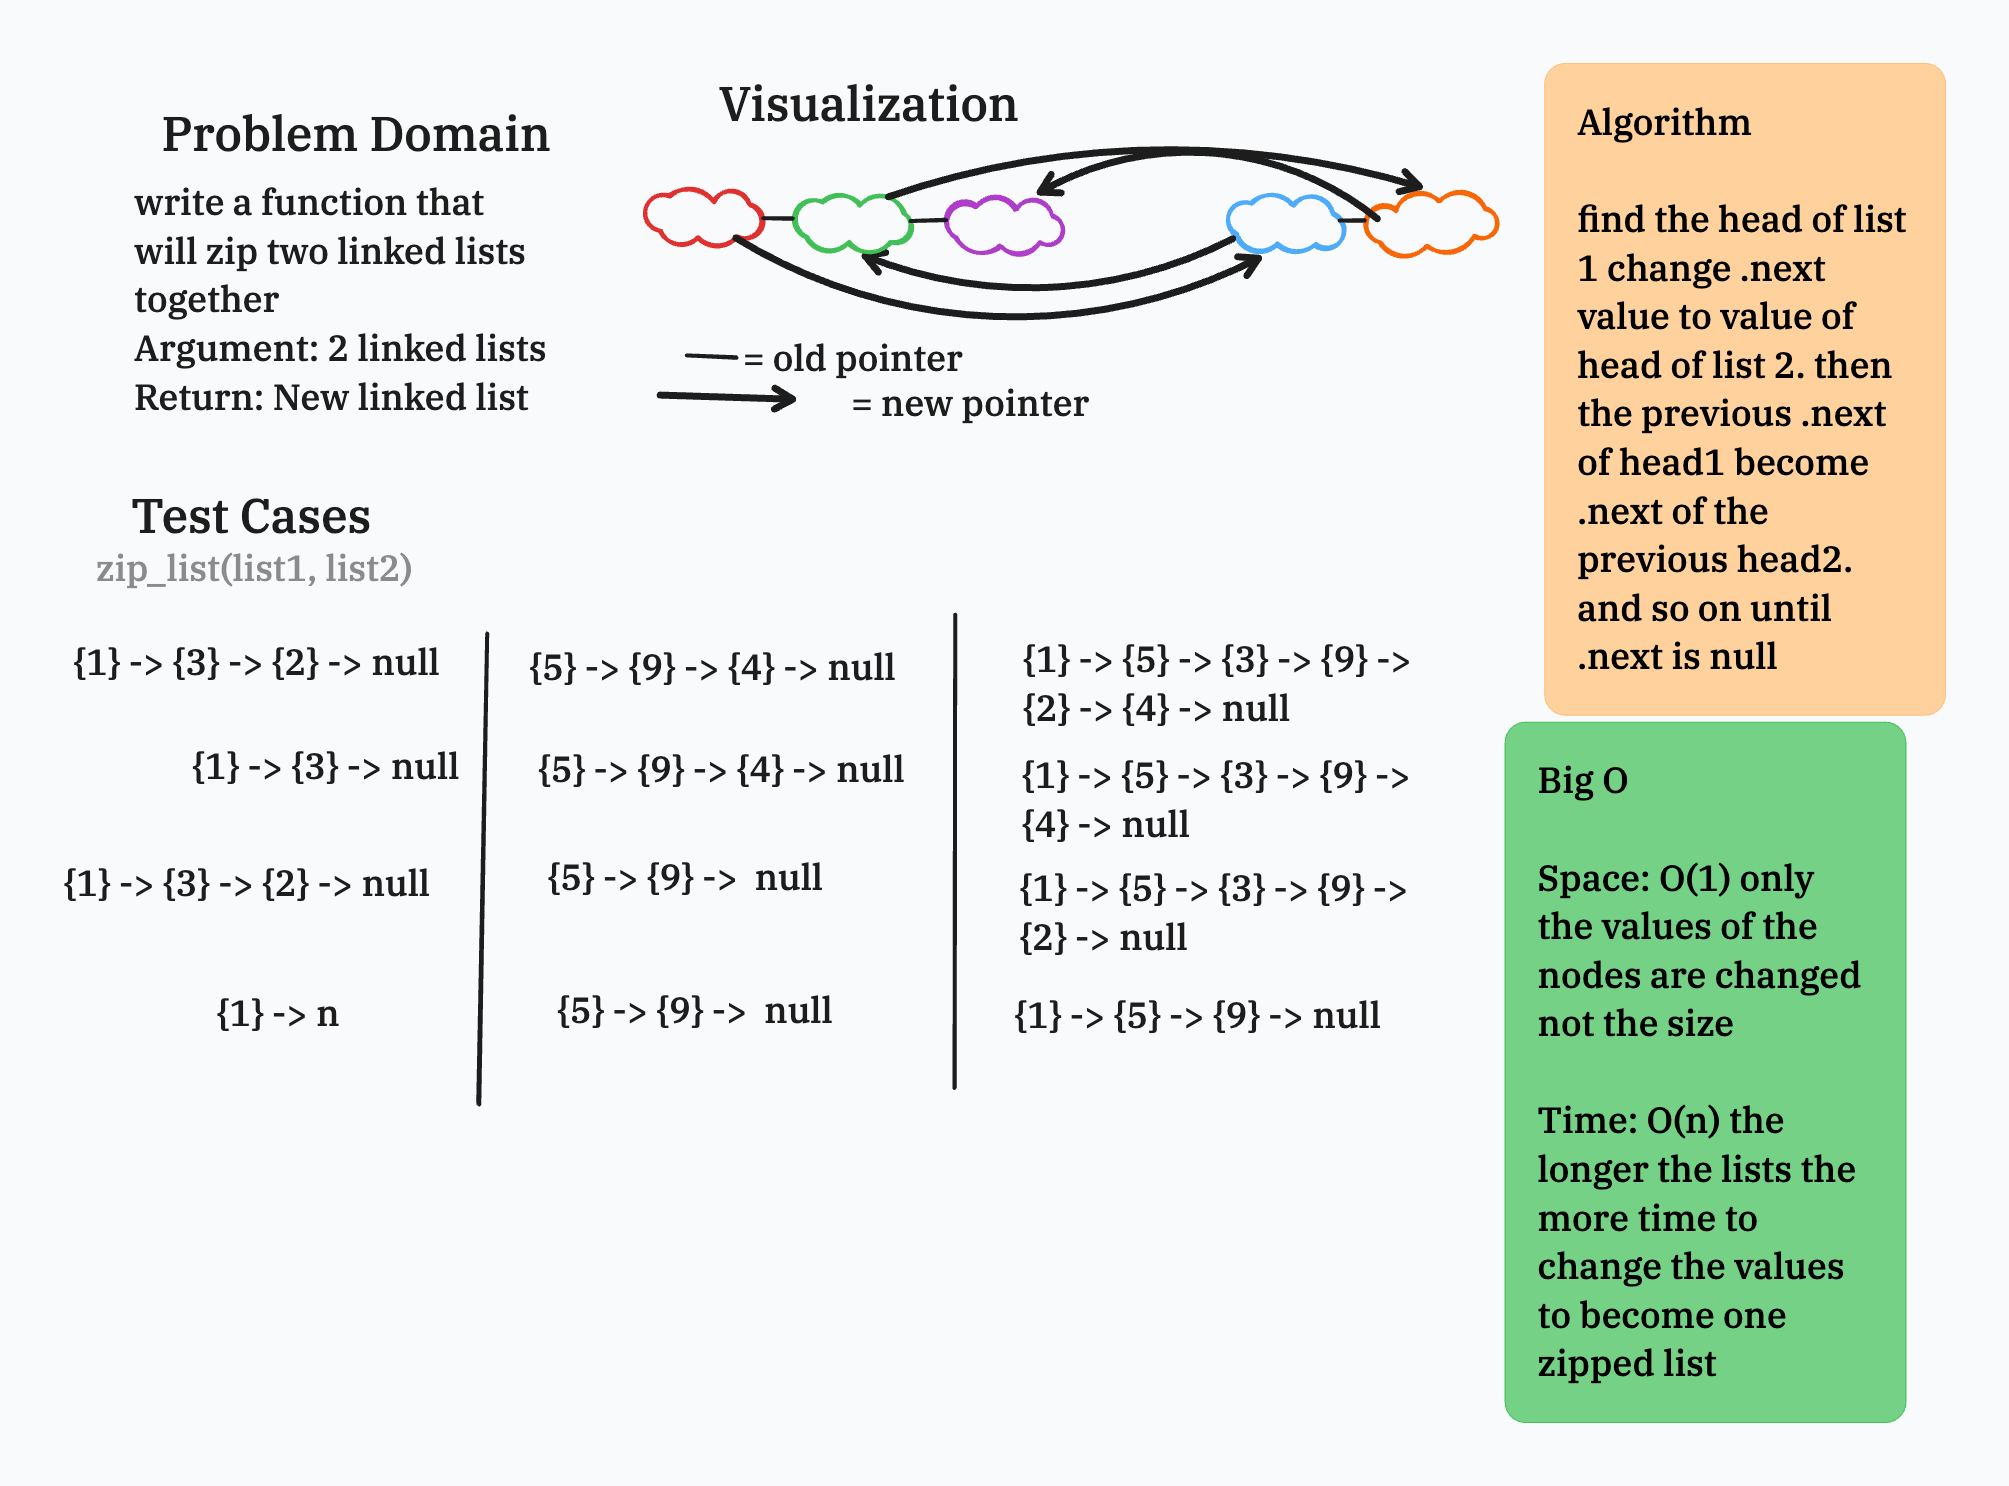 Problem Domain
write a function that
will zip two linked lists
together
Argument: 2 linked lists
Return: New linked list
Visualization
= old pointer
= new pointer
Test Cases
zip_list(list1, list2)
{1} -> {3} -> {2} -> null
{5} -> {9} -> {4} -> null
{1} -> {5} -> {3} -> {9} ->
{2} -> {4} -> null
{1} -> {3} -> null
{5} -> {9} -> {4} -> null
{1} -> {5} -> {3} -> {9} ->
{4} -> null
{1} -> {3} -> {2} -> null
{5} -> {9} ->  null
{1} -> {5} -> {3} -> {9} ->
{2} -> null
{1} -> n
{5} -> {9} ->  null
{1} -> {5} -> {9} -> null
Algorithm
find the head of list
1 change .next
value to value of
head of list 2. then
the previous .next
of head1 become
.next of the
previous head2.
and so on until
.next is null
Big O
Space: O(1) only
the values of the
nodes are changed
not the size
Time: O(n) the
longer the lists the
more time to
change the values
to become one
zipped list